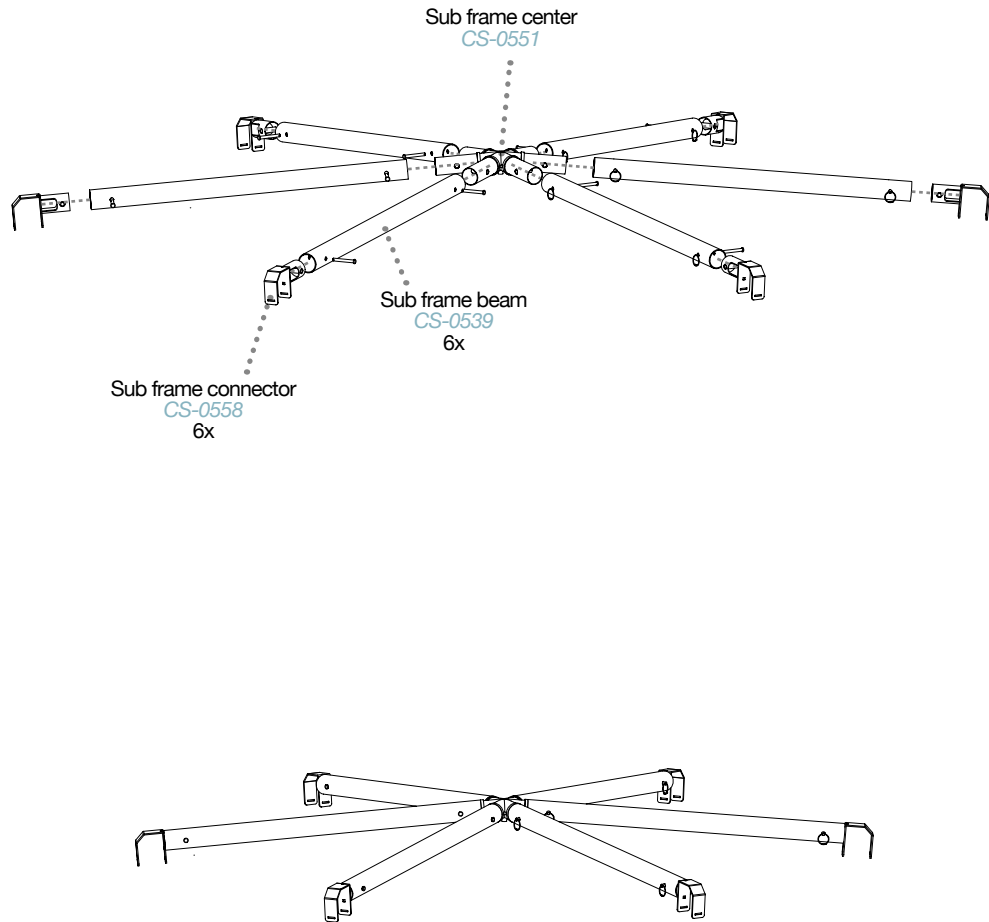 Sub frame center
CS-0551
Sub frame beam
CS-0539
6x
Sub frame connector
CS-0558
6x